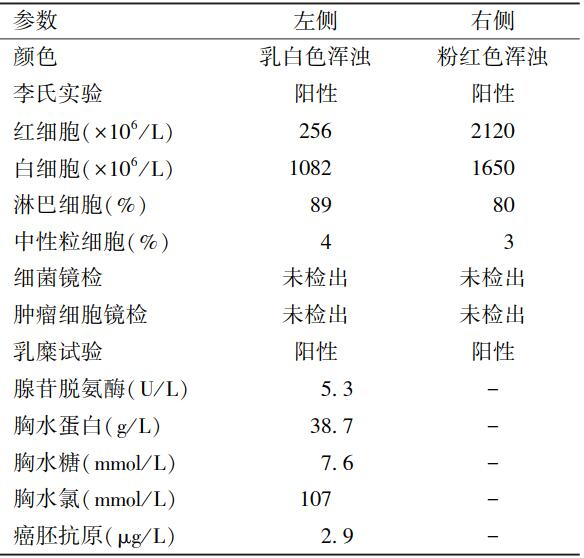 参数 左侧 右侧
颜色 乳白色浑浊 粉红色浑浊
李氏实验 阳性 阳性
红细胞(×10⁶/L) 256 2120
白细胞(×10⁶/L) 1082 1650
淋巴细胞(%) 89 80
中性粒细胞(%) 4 3
细菌镜检 未检出 未检出
肿瘤细胞镜检 未检出 未检出
乳糜试验 阳性 阳性
腺苷脱氨酶(U/L) 5.3 -
胸水蛋白(g/L) 38.7 -
胸水糖(mmol/L) 7.6 -
胸水氯(mmol/L) 107 -
癌胚抗原(μg/L) 2.9 -